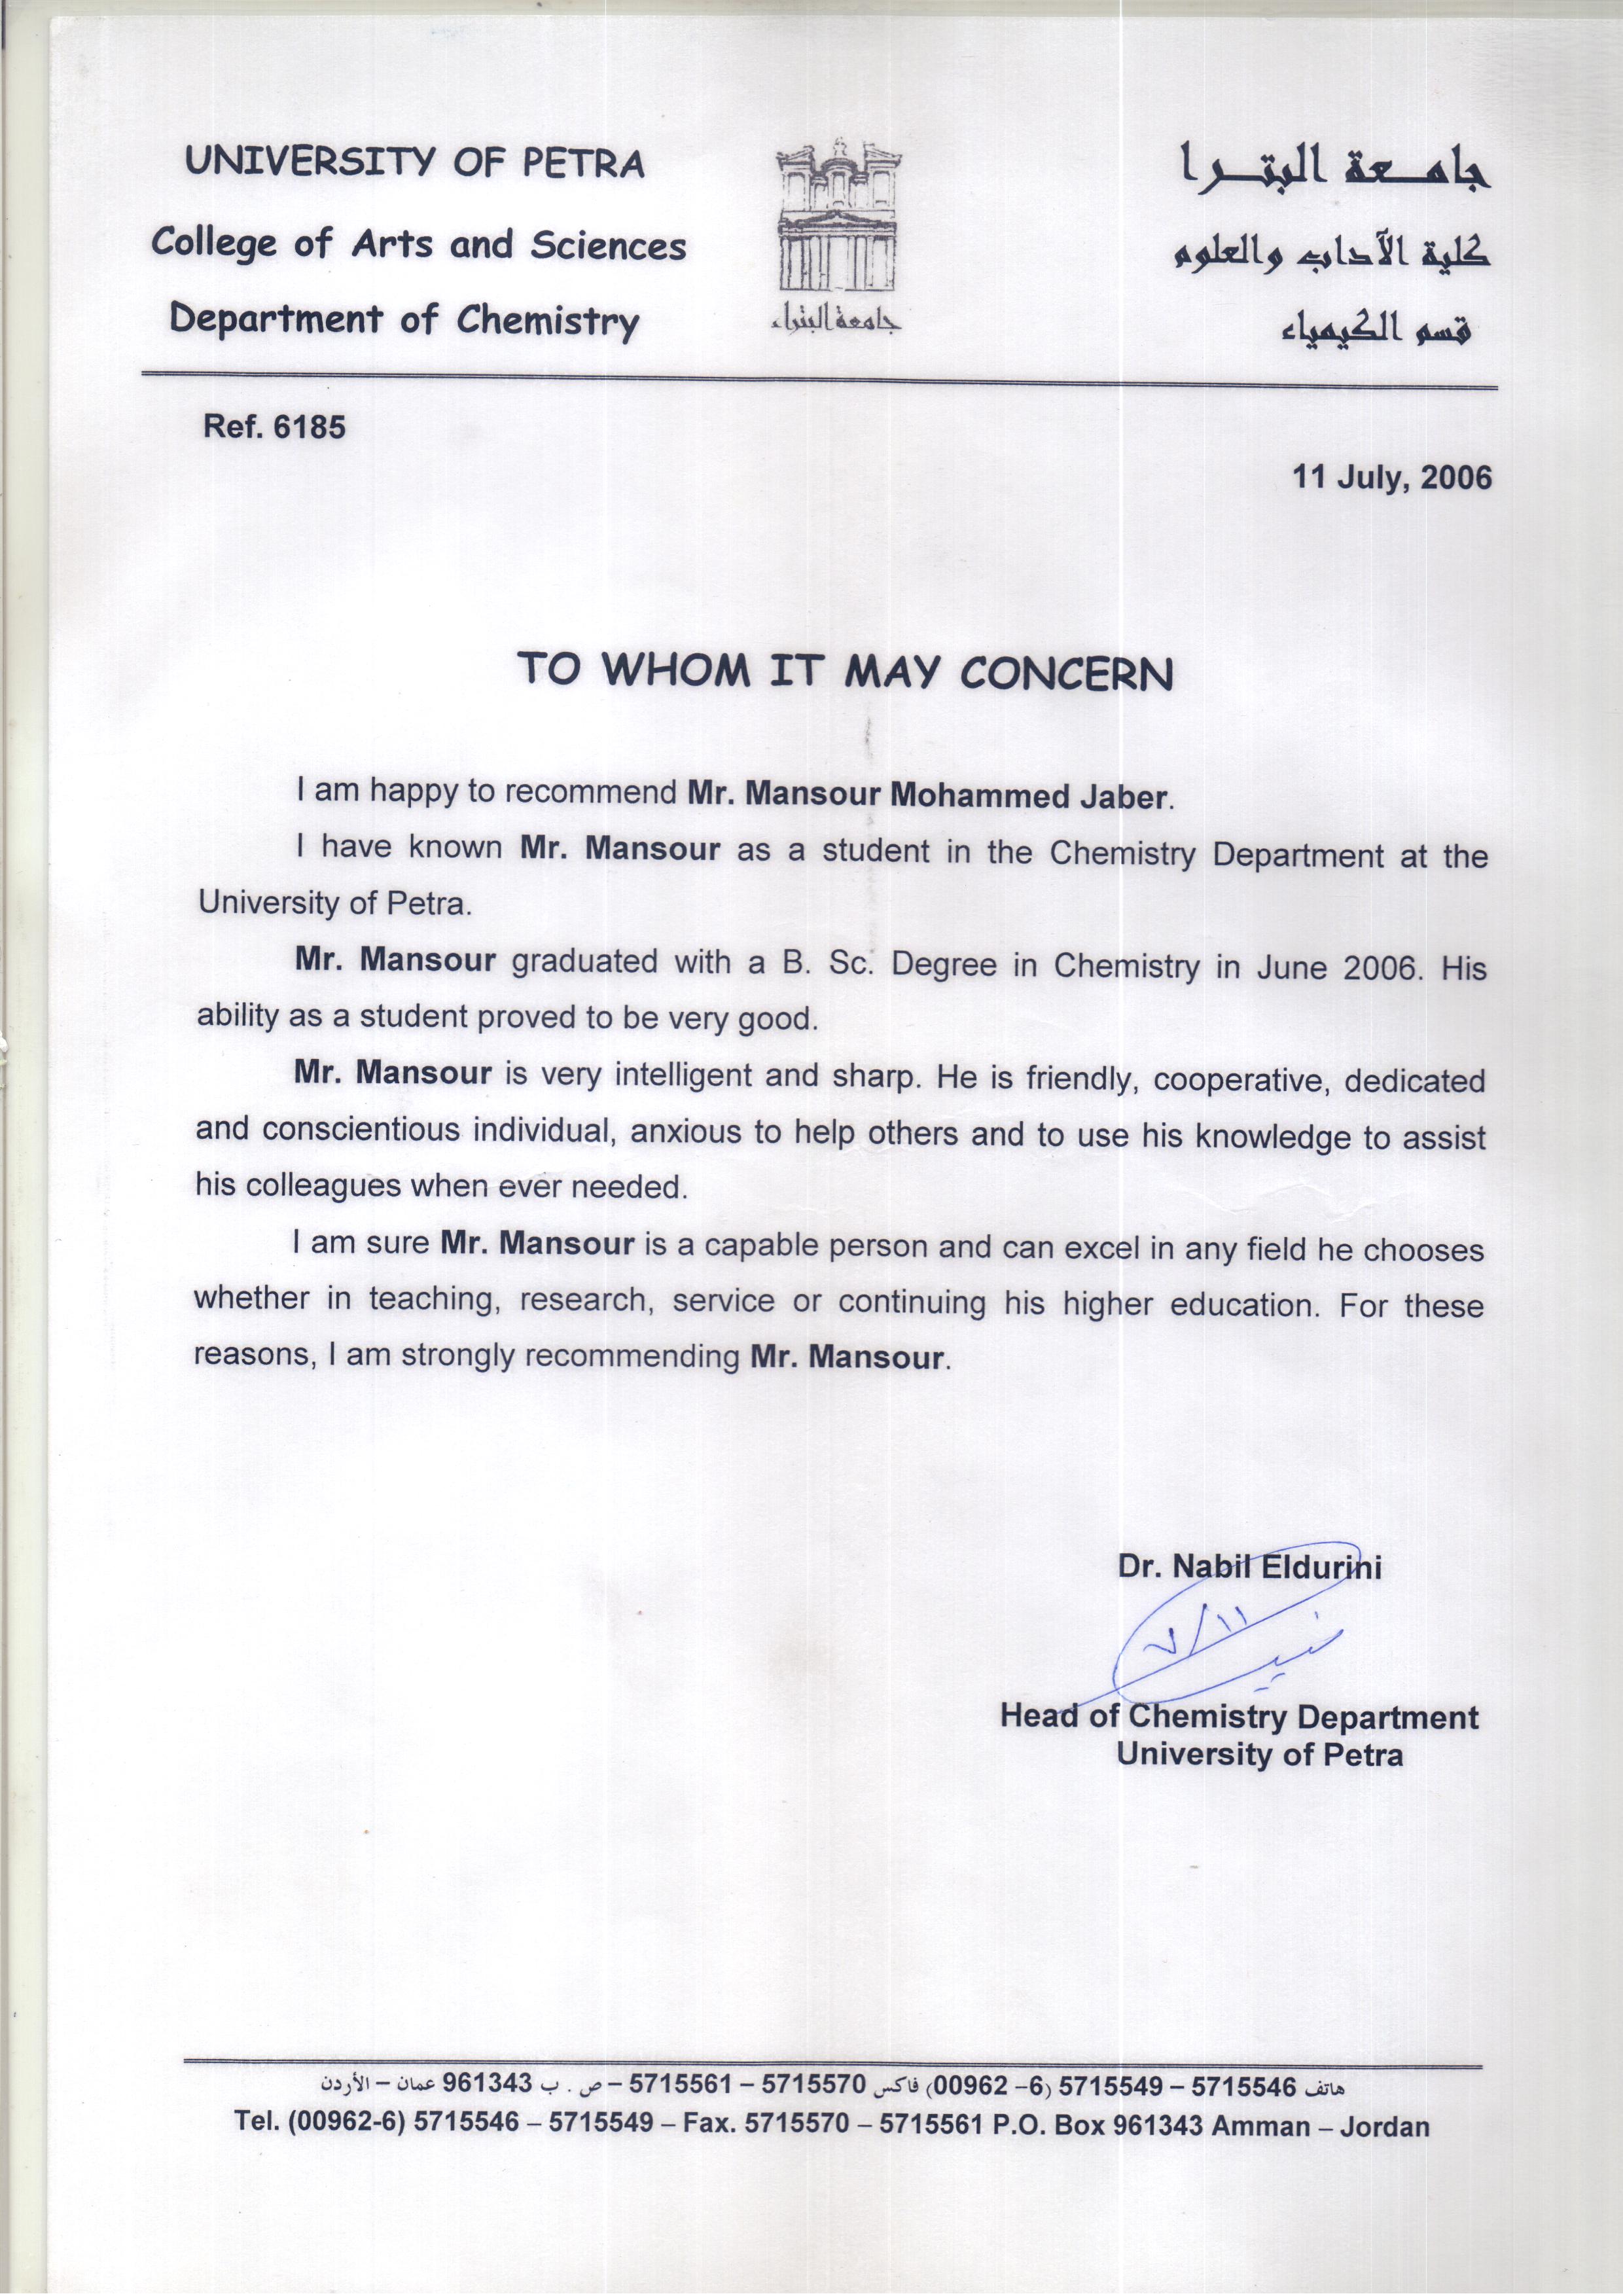 UNIVERSITY OF PETRA
College of Arts and Sciences
Department of Chemistry
جامعة البتراء
جامـــعة البتــــرا
كلية الآداب والعلوم
قسم الكيمياء
Ref. 6185
11 July, 2006
TO WHOM IT MAY CONCERN
I am happy to recommend Mr. Mansour Mohammed Jaber.
I have known Mr. Mansour as a student in the Chemistry Department at the
University of Petra.
Mr. Mansour graduated with a B. Sc. Degree in Chemistry in June 2006. His
ability as a student proved to be very good.
Mr. Mansour is very intelligent and sharp. He is friendly, cooperative, dedicated
and conscientious individual, anxious to help others and to use his knowledge to assist
his colleagues when ever needed.
I am sure Mr. Mansour is a capable person and can excel in any field he chooses
whether in teaching, research, service or continuing his higher education. For these
reasons, I am strongly recommending Mr. Mansour.
Dr. Nabil Eldurini
٧/١١
Head of Chemistry Department
University of Petra
هاتف 5715546 – 5715549 (6– 00962) فاكس 5715570 – 5715561 – ص . ب 961343 عمان – الأردن
Tel. (00962-6) 5715546 – 5715549 – Fax. 5715570 – 5715561 P.O. Box 961343 Amman – Jordan